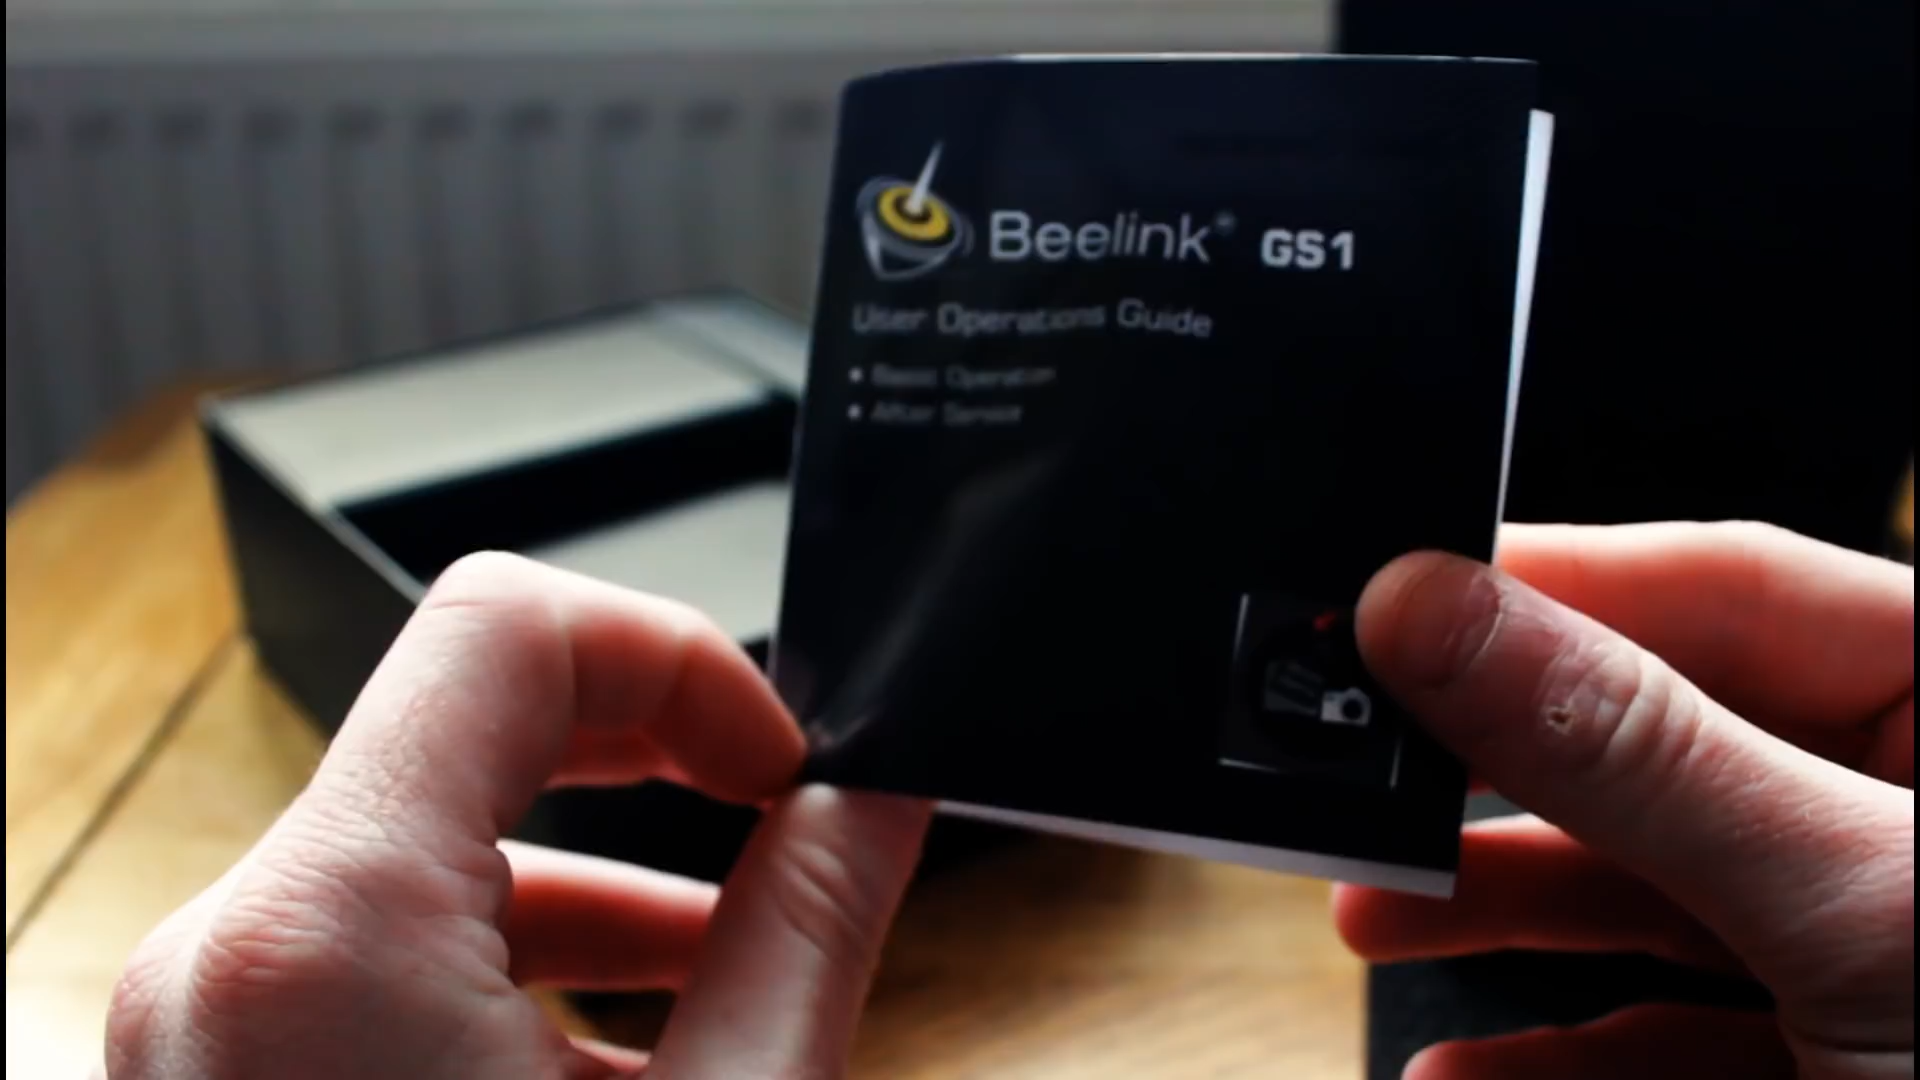 Beelink® GS1
User Operations Guide
• Basic Operation
• After Service